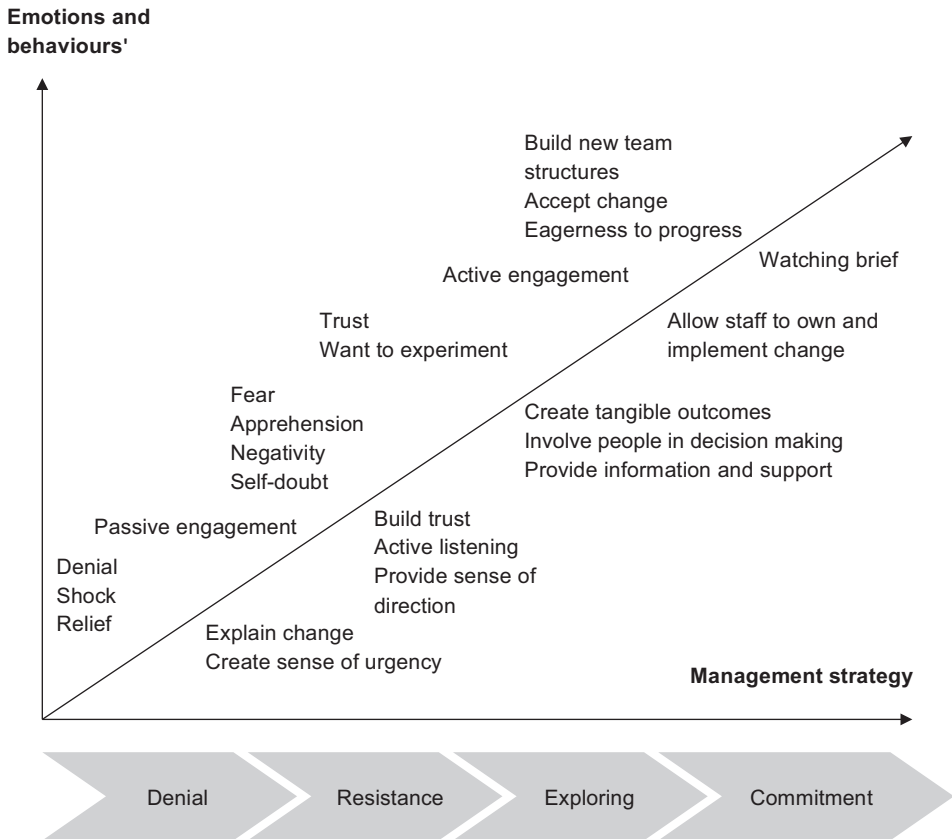 Emotions and
behaviours'
Build new team
structures
Accept change
Eagerness to progress
Watching brief
Active engagement
Trust
Want to experiment
Allow staff to own and
implement change
Fear
Apprehension
Negativity
Self-doubt
Create tangible outcomes
Involve people in decision making
Provide information and support
Passive engagement
Build trust
Active listening
Provide sense of
direction
Denial
Shock
Relief
Explain change
Create sense of urgency
Management strategy
Denial
Resistance
Exploring
Commitment